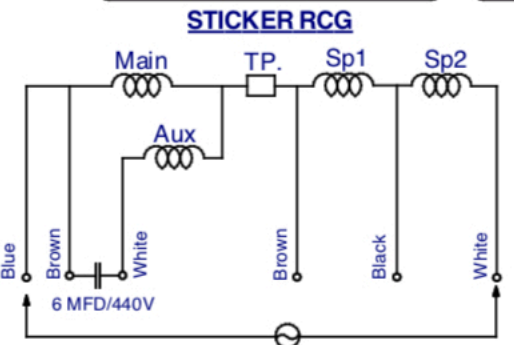 STICKER RCG
Main
TP.
Sp1
Sp2
Aux
Blue
Brown
White
Brown
Black
White
6 MFD/440V